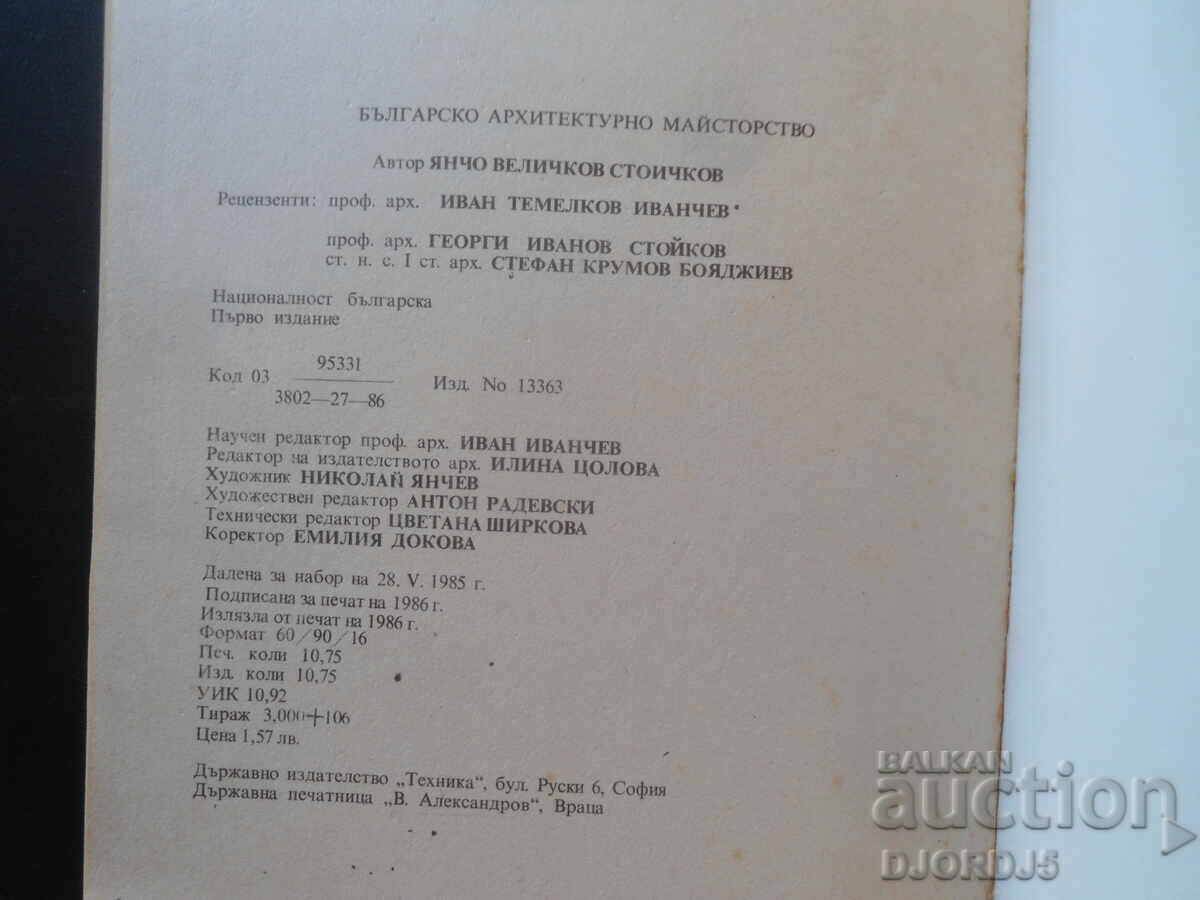 БЪЛГАРСКО АРХИТЕКТУРНО МАЙСТОРСТВО
Автор ЯНЧО ВЕЛИЧКОВ СТОИЧКОВ
Рецензенти: проф. арх. ИВАН ТЕМЕЛКОВ ИВАНЧЕВ
проф. арх. ГЕОРГИ ИВАНОВ СТОЙКОВ
ст. н. с. I ст. арх. СТЕФАН КРУМОВ БОЯДЖИЕВ
Националност българска
Първо издание
95331
Код 03 Изд. No 13363
3802—27—86
Научен редактор проф. арх. ИВАН ИВАНЧЕВ
Редактор на издателството арх. ИЛИНА ЦОЛОВА
Художник НИКОЛАЙ ЯНЧЕВ
Художествен редактор АНТОН РАДЕВСКИ
Технически редактор ЦВЕТАНА ШИРКОВА
Коректор ЕМИЛИЯ ДОКОВА
Дадена за набор на 28. V. 1985 г.
Подписана за печат на 1986 г.
Излязла от печат на 1986 г.
Формат 60/90/16
Печ. коли 10,75
Изд. коли 10,75
УИК 10,92
Тираж 3,000+106
Цена 1,57 лв.
Държавно издателство „Техника“, бул. Руски 6, София
Държавна печатница „В. Александров“, Враца
BALKAN
auction
DJORDJ5